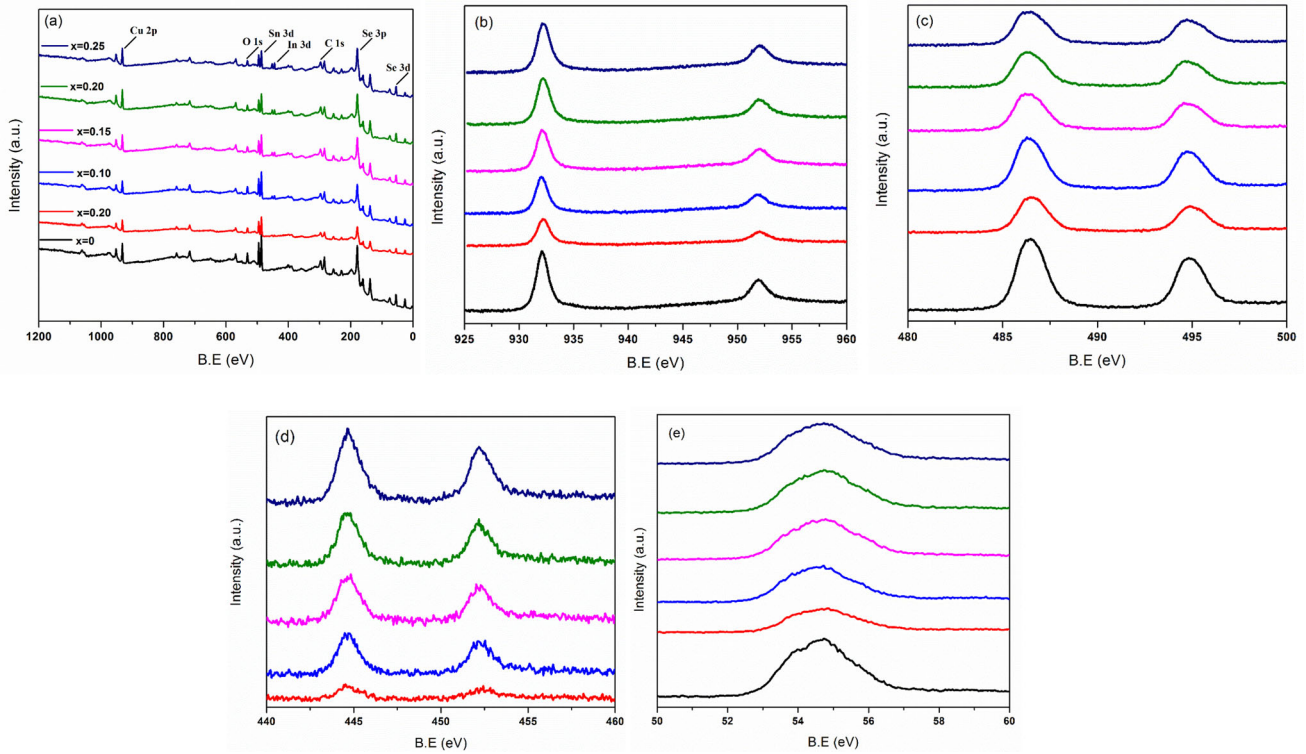 (a)
Cu 2p
O 1s
Sn 3d
In 3d
C 1s
Se 3p
Se 3d
x=0.25
x=0.20
x=0.15
x=0.10
x=0.20
x=0
Intensity (a.u.)
1200 1000 800 600 400 200 0
B.E (eV)
(b)
Intensity (a.u.)
925 930 935 940 945 950 955 960
B.E (eV)
(c)
Intensity (a.u.)
480 485 490 495 500
B.E (eV)
(d)
Intensity (a.u.)
440 445 450 455 460
B.E (eV)
(e)
Intensity (a.u.)
50 52 54 56 58 60
B.E (eV)